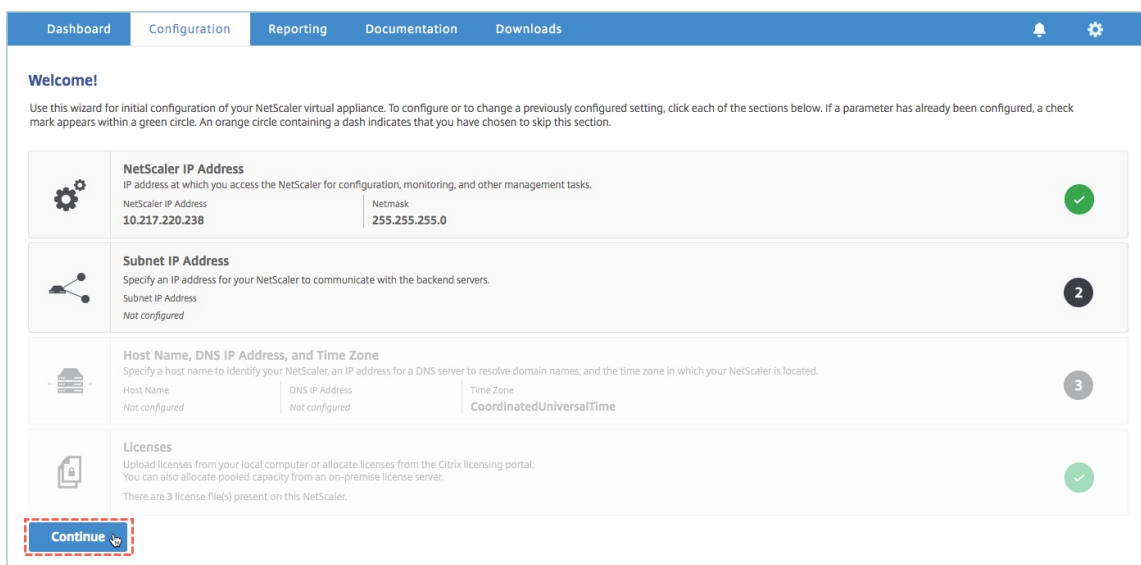 Dashboard Configuration Reporting Documentation Downloads
Welcome!
Use this wizard for initial configuration of your NetScaler virtual appliance. To configure or to change a previously configured setting, click each of the sections below. If a parameter has already been configured, a check
mark appears within a green circle. An orange circle containing a dash indicates that you have chosen to skip this section.
NetScaler IP Address
IP address at which you access the NetScaler for configuration, monitoring, and other management tasks.
NetScaler IP Address Netmask
10.217.220.238 255.255.255.0
Subnet IP Address
Specify an IP address for your NetScaler to communicate with the backend servers.
Subnet IP Address
2
Not configured
Host Name, DNS IP Address, and Time Zone
Specify a host name to identify your NetScaler, an IP address for a DNS server to resolve domain names, and the time zone in which your NetScaler is located.
Host Name DNS IP Address Time Zone
3
Not configured Not configured CoordinatedUniversalTime
Licenses
Upload licenses from your local computer or allocate licenses from the Citrix licensing portal.
You can also allocate pooled capacity from an on-premise license server.
There are 3 license file(s) present on this NetScaler.
Continue